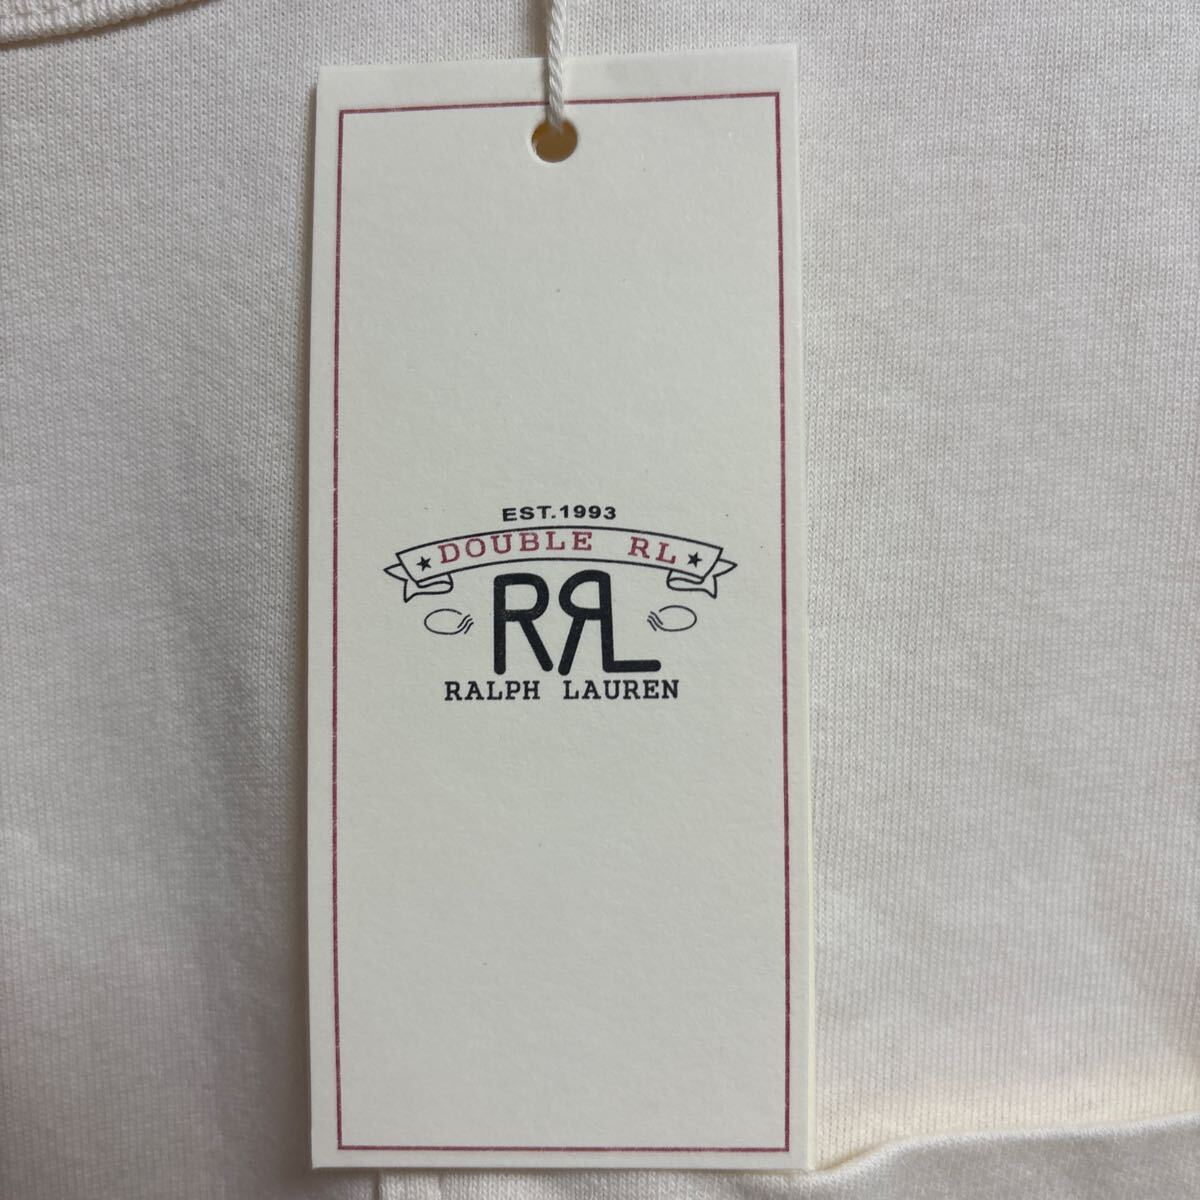 EST.1993
DOUBLE RL
RRL
RALPH LAUREN